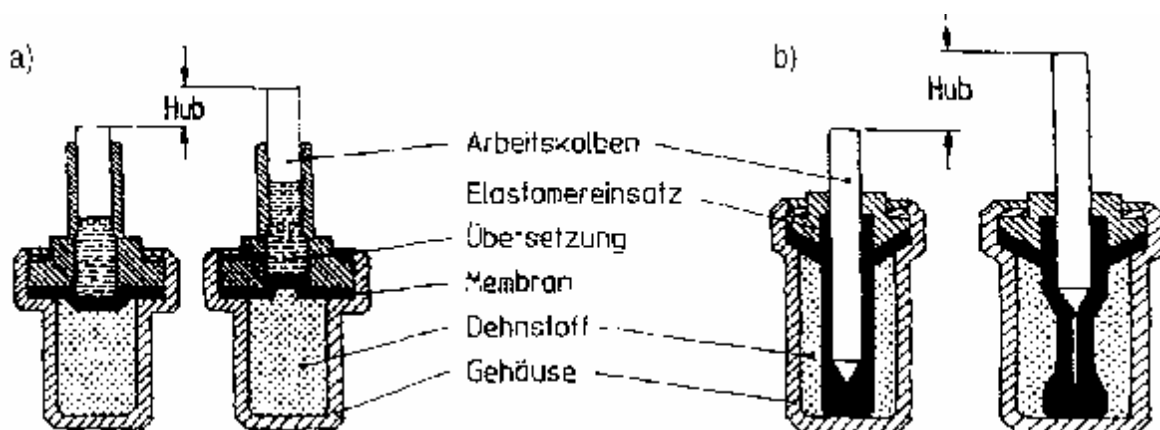 a)
Hub
Arbeitskolben
Elastomereinsatz
Übersetzung
Membran
Dehnstoff
Gehäuse
b)
Hub